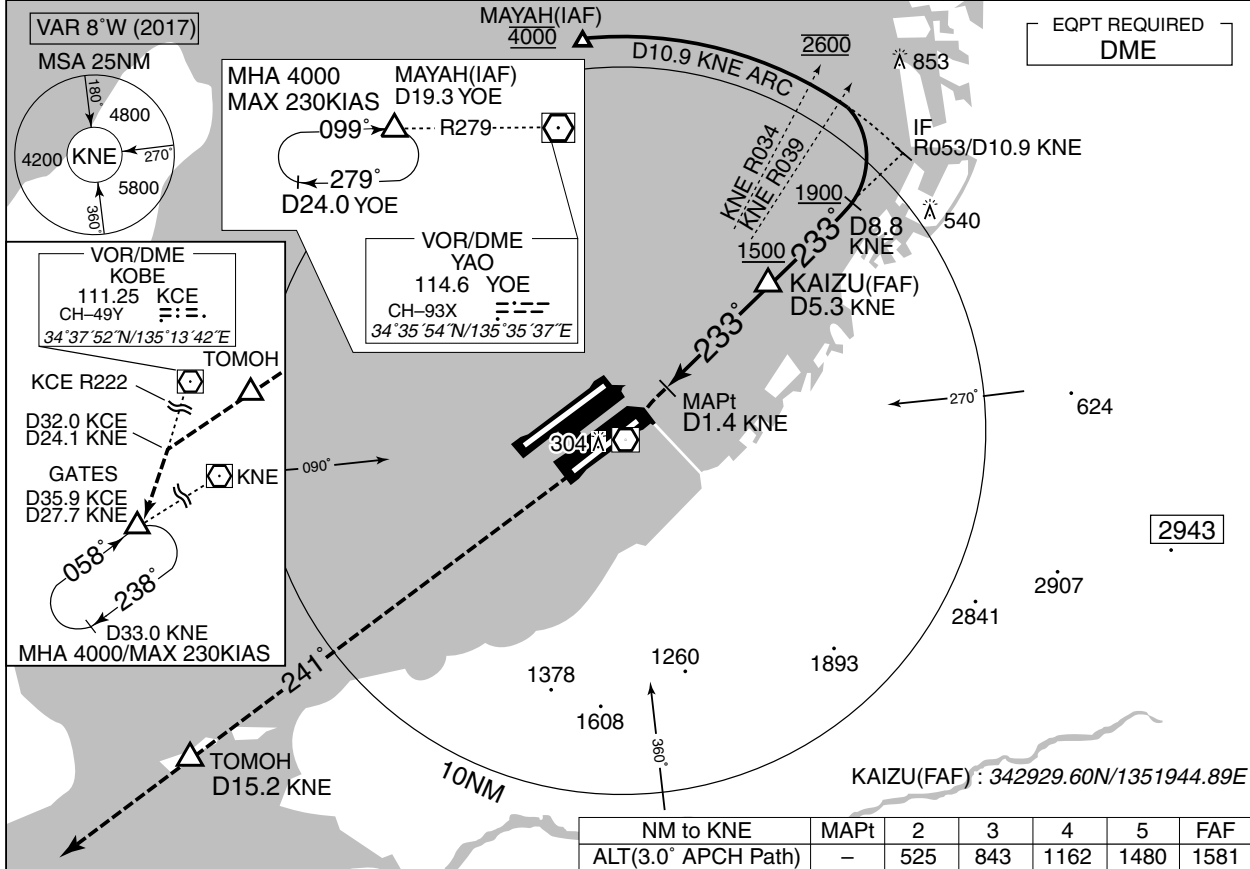 VAR 8°W (2017)
MSA 25NM
180°
4800
4200
KNE
270°
5800
360°
MHA 4000
MAX 230KIAS
MAYAH(IAF)
D19.3 YOE
099°
R279
279°
D24.0 YOE
VOR/DME
YAO
114.6 YOE
CH–93X
34°35´54˝N/135°35´37˝E
MAYAH(IAF)
4000
D10.9 KNE ARC
2600
853
EQPT REQUIRED
DME
KNE R034
KNE R039
IF
R053/D10.9 KNE
1900
D8.8
KNE
540
233°
1500
KAIZU(FAF)
D5.3 KNE
233°
MAPt
D1.4 KNE
304
270°
624
VOR/DME
KOBE
111.25 KCE
CH–49Y
34°37´52˝N/135°13´42˝E
TOMOH
KCE R222
D32.0 KCE
D24.1 KNE
GATES
D35.9 KCE
D27.7 KNE
KNE
058°
238°
D33.0 KNE
MHA 4000/MAX 230KIAS
090°
2943
2907
2841
1893
1260
1378
1608
241°
TOMOH
D15.2 KNE
10NM
360°
KAIZU(FAF) : 342929.60N/1351944.89E
NM to KNE MAPt 2 3 4 5 FAF
ALT(3.0° APCH Path) – 525 843 1162 1480 1581